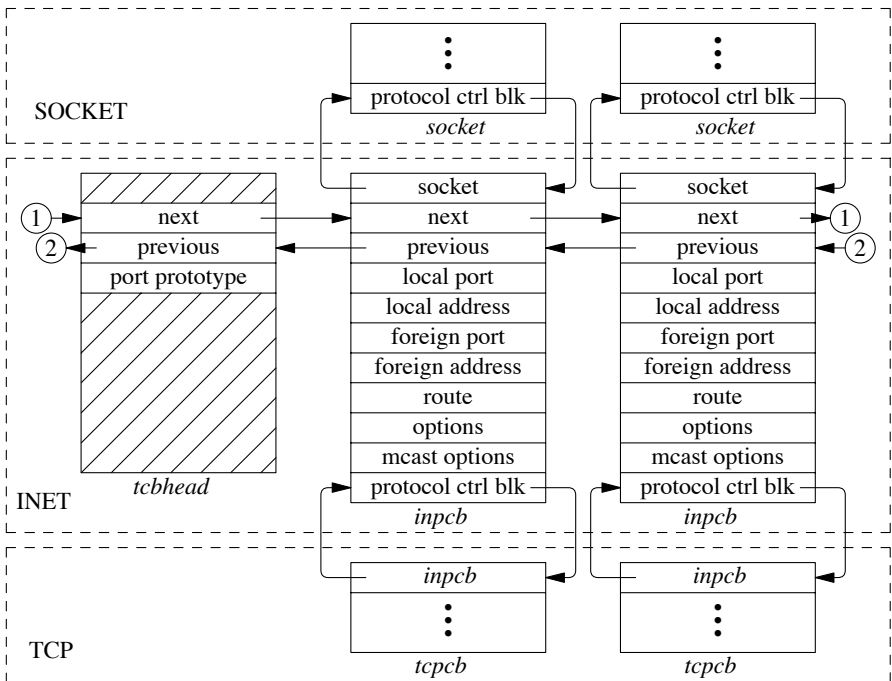 SOCKET
protocol ctrl blk
socket
protocol ctrl blk
socket
INET
1
2
next
previous
port prototype
tcbhead
socket
next
previous
local port
local address
foreign port
foreign address
route
options
mcast options
protocol ctrl blk
inpcb
socket
next
previous
local port
local address
foreign port
foreign address
route
options
mcast options
protocol ctrl blk
inpcb
1
2
TCP
inpcb
tcpcb
inpcb
tcpcb